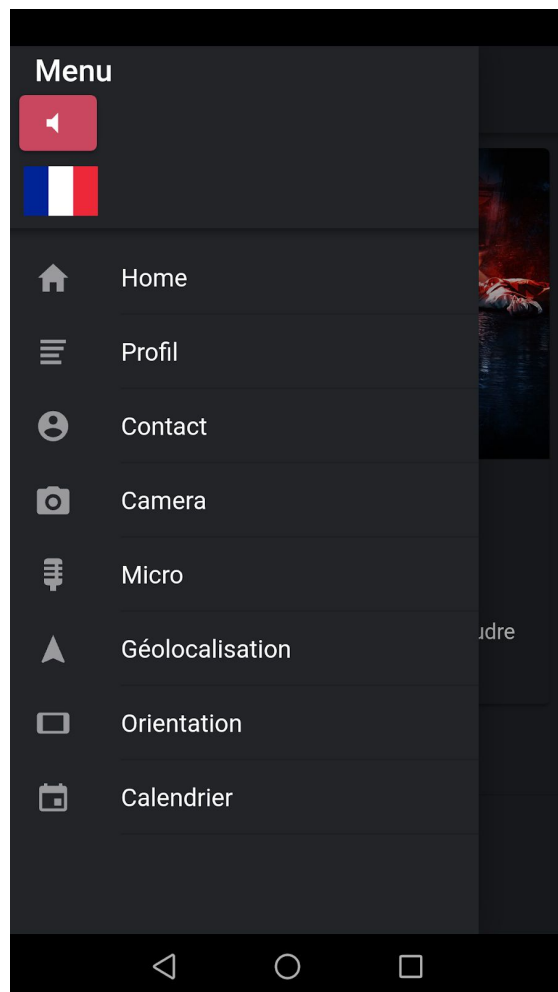 Menu
Home
Profil
Contact
Camera
Micro
Géolocalisation
udre
Orientation
Calendrier